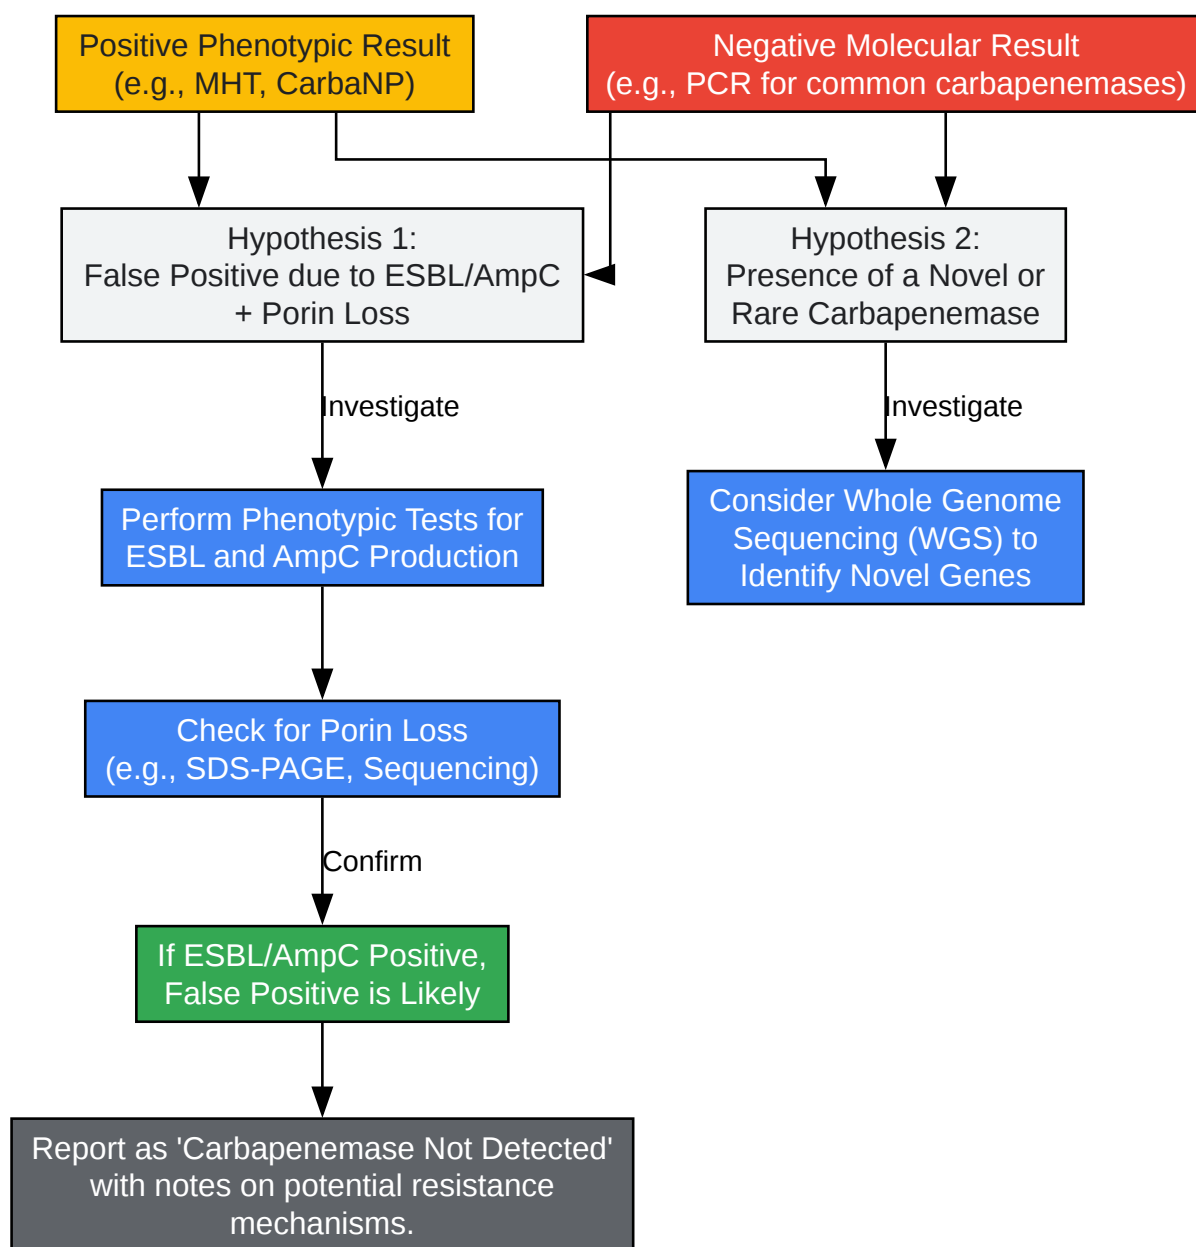 Positive Phenotypic Result
(e.g., MHT, CarbaNP)
Negative Molecular Result
(e.g., PCR for common carbapenemases)
Hypothesis 1:
False Positive due to ESBL/AmpC
+ Porin Loss
Hypothesis 2:
Presence of a Novel or
Rare Carbapenemase
Investigate
Investigate
Perform Phenotypic Tests for
ESBL and AmpC Production
Consider Whole Genome
Sequencing (WGS) to
Identify Novel Genes
Check for Porin Loss
(e.g., SDS-PAGE, Sequencing)
Confirm
If ESBL/AmpC Positive,
False Positive is Likely
Report as 'Carbapenemase Not Detected'
with notes on potential resistance
mechanisms.